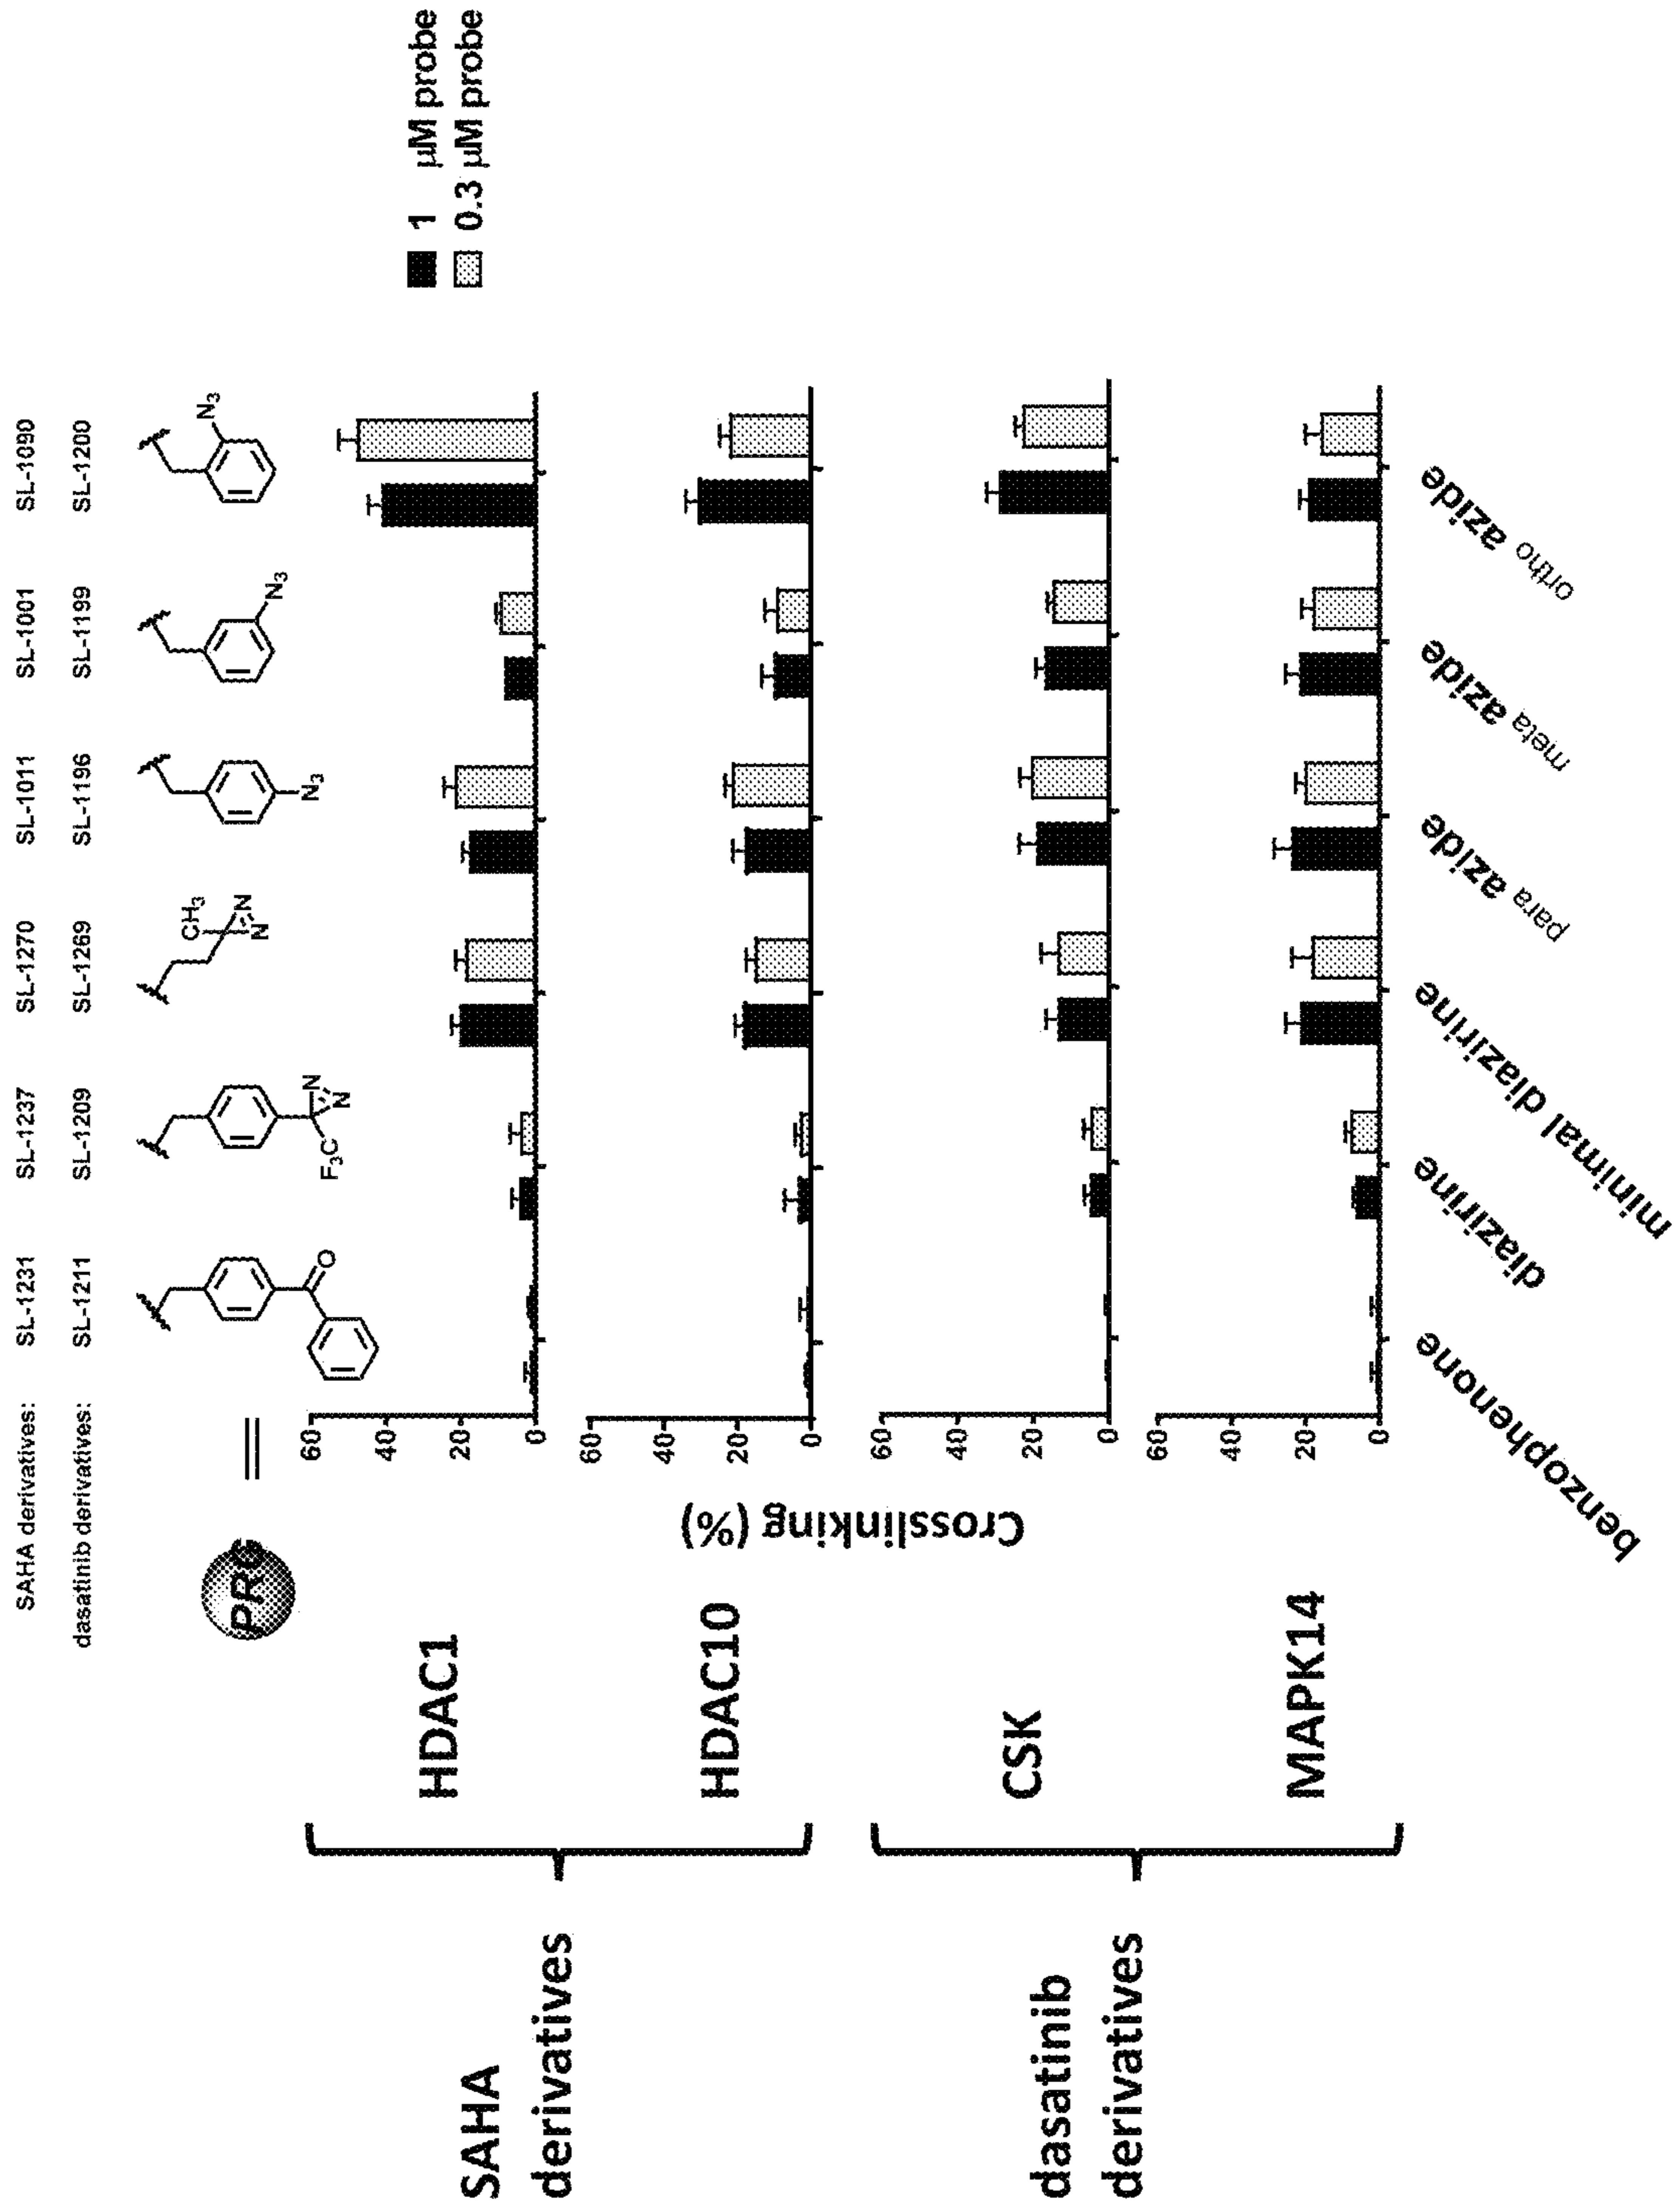 SAHA derivatives: SL-1231 SL-1237 SL-1270 SL-1011 SL-1001 SL-1090
dasatinib derivatives: SL-1211 SL-1209 SL-1269 SL-1196 SL-1199 SL-1200
PRG =
O
F₃C N N
CH₃ N N
N₃
N₃
N₃
1 µM probe
0.3 µM probe
SAHA derivatives
HDAC1
60
40
20
0
HDAC10
60
40
20
0
Crosslinking (%)
dasatinib derivatives
CSK
60
40
20
0
MAPK14
60
40
20
0
benzophenone
diazirine
minimal diazirine
para azide
meta azide
ortho azide